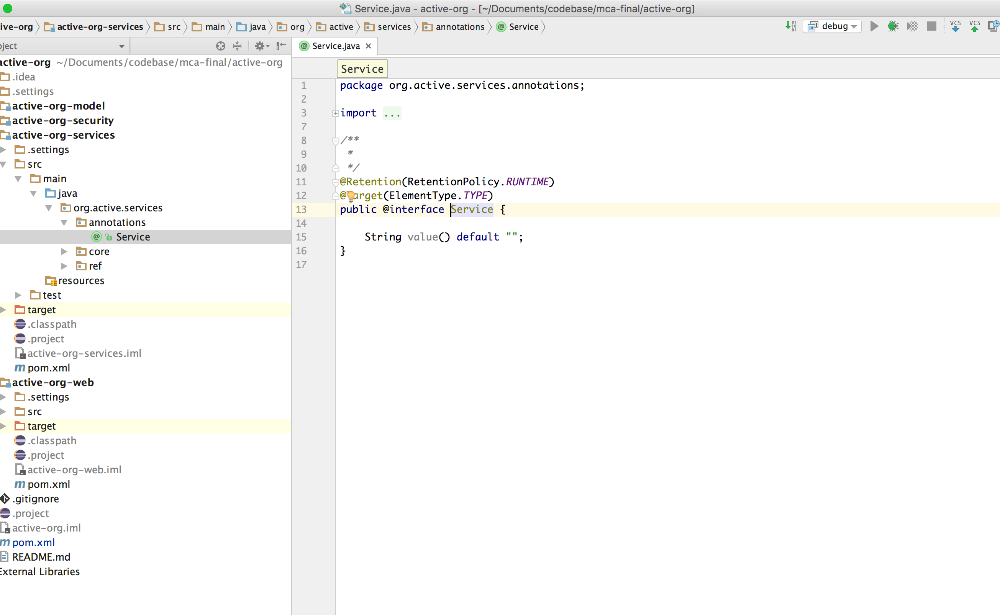 Service.java - active-org - [~/Documents/codebase/mca-final/active-org]
ive-org active-org-services src main java org active services annotations @ Service debug VCS VCS
ject
Service.java
active-org ~/Documents/codebase/mca-final/active-org
.idea
.settings
active-org-model
active-org-security
active-org-services
.settings
src
main
java
org.active.services
annotations
@ Service
core
ref
resources
test
target
.classpath
.project
active-org-services.iml
pom.xml
active-org-web
.settings
src
target
.classpath
.project
active-org-web.iml
pom.xml
.gitignore
.project
active-org.iml
pom.xml
README.md
External Libraries
Service
1 package org.active.services.annotations;
2
3 import ...
7
8 /**
9 *
10 */
11 @Retention(RetentionPolicy.RUNTIME)
12 @Target(ElementType.TYPE)
13 public @interface Service {
14
15 String value() default "";
16 }
17